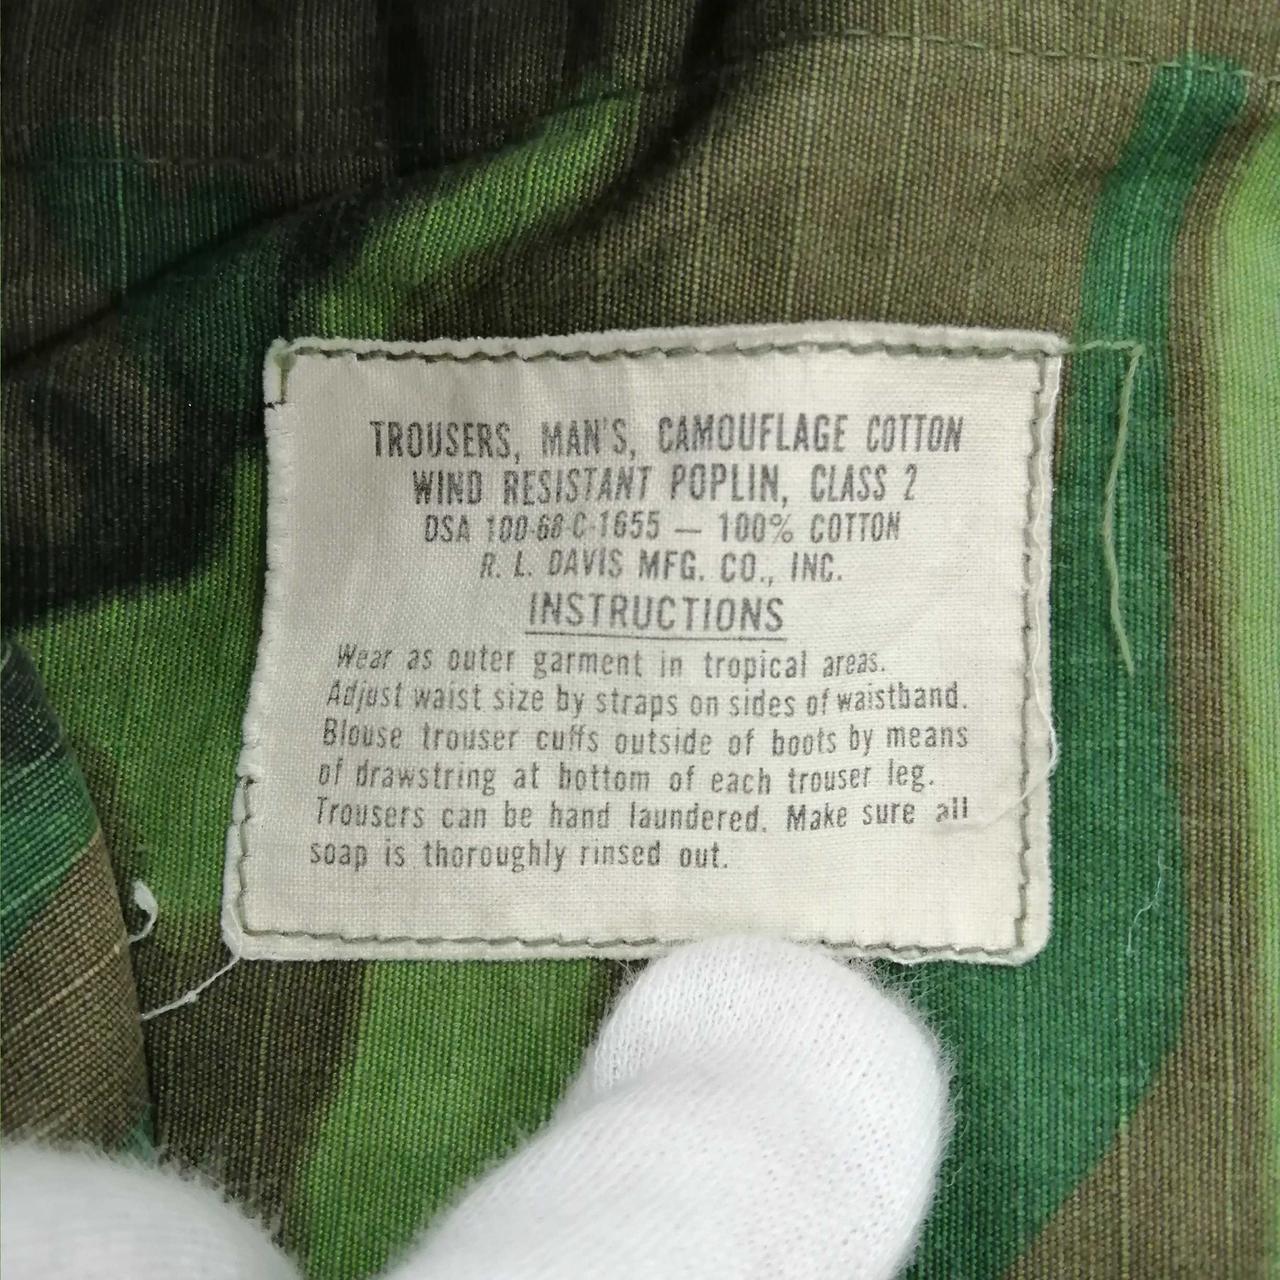 TROUSERS, MAN'S, CAMOUFLAGE COTTON
WIND RESISTANT POPLIN, CLASS 2
DSA 100-68-C-1655 — 100% COTTON
R. L. DAVIS MFG. CO., INC.
INSTRUCTIONS
Wear as outer garment in tropical areas.
Adjust waist size by straps on sides of waistband.
Blouse trouser cuffs outside of boots by means
of drawstring at bottom of each trouser leg.
Trousers can be hand laundered. Make sure all
soap is thoroughly rinsed out.